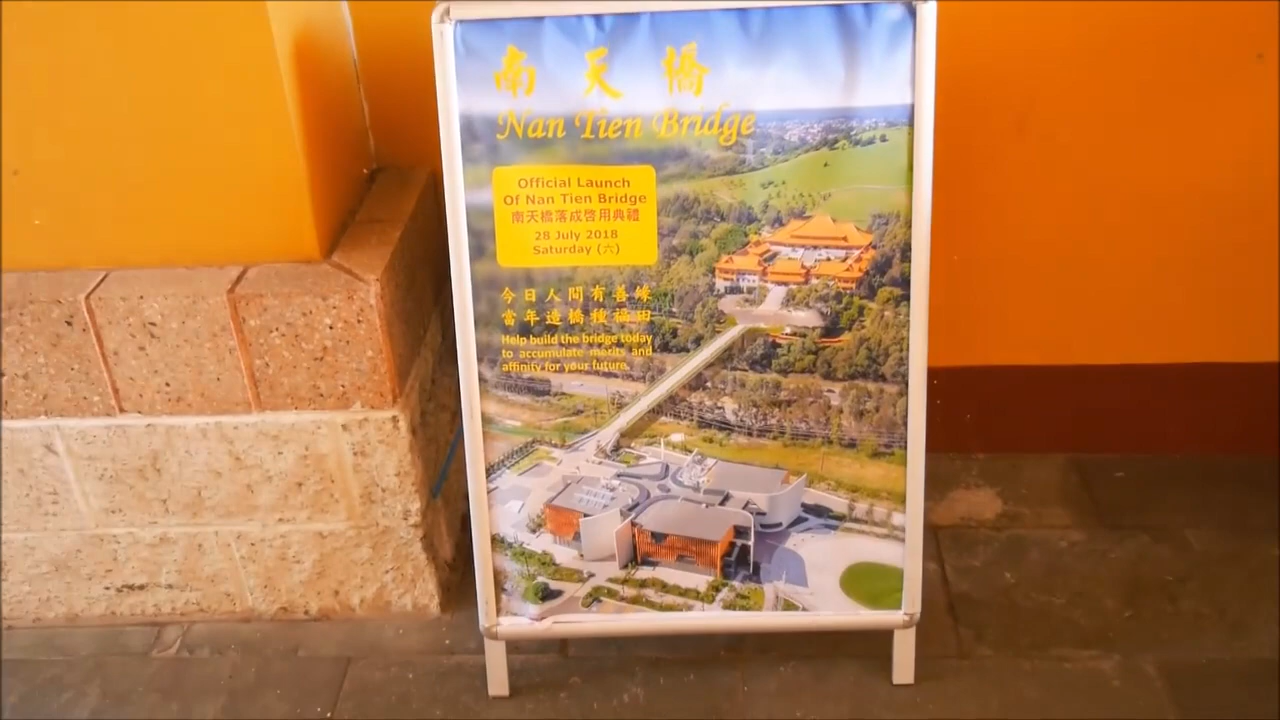 南天橋
Nan Tien Bridge
Official Launch
Of Nan Tien Bridge
南天橋落成啓用典禮
28 July 2018
Saturday (六)
今日人間有善緣
當年造橋種福田
Help build the bridge today
to accumulate merits and
affinity for your future.